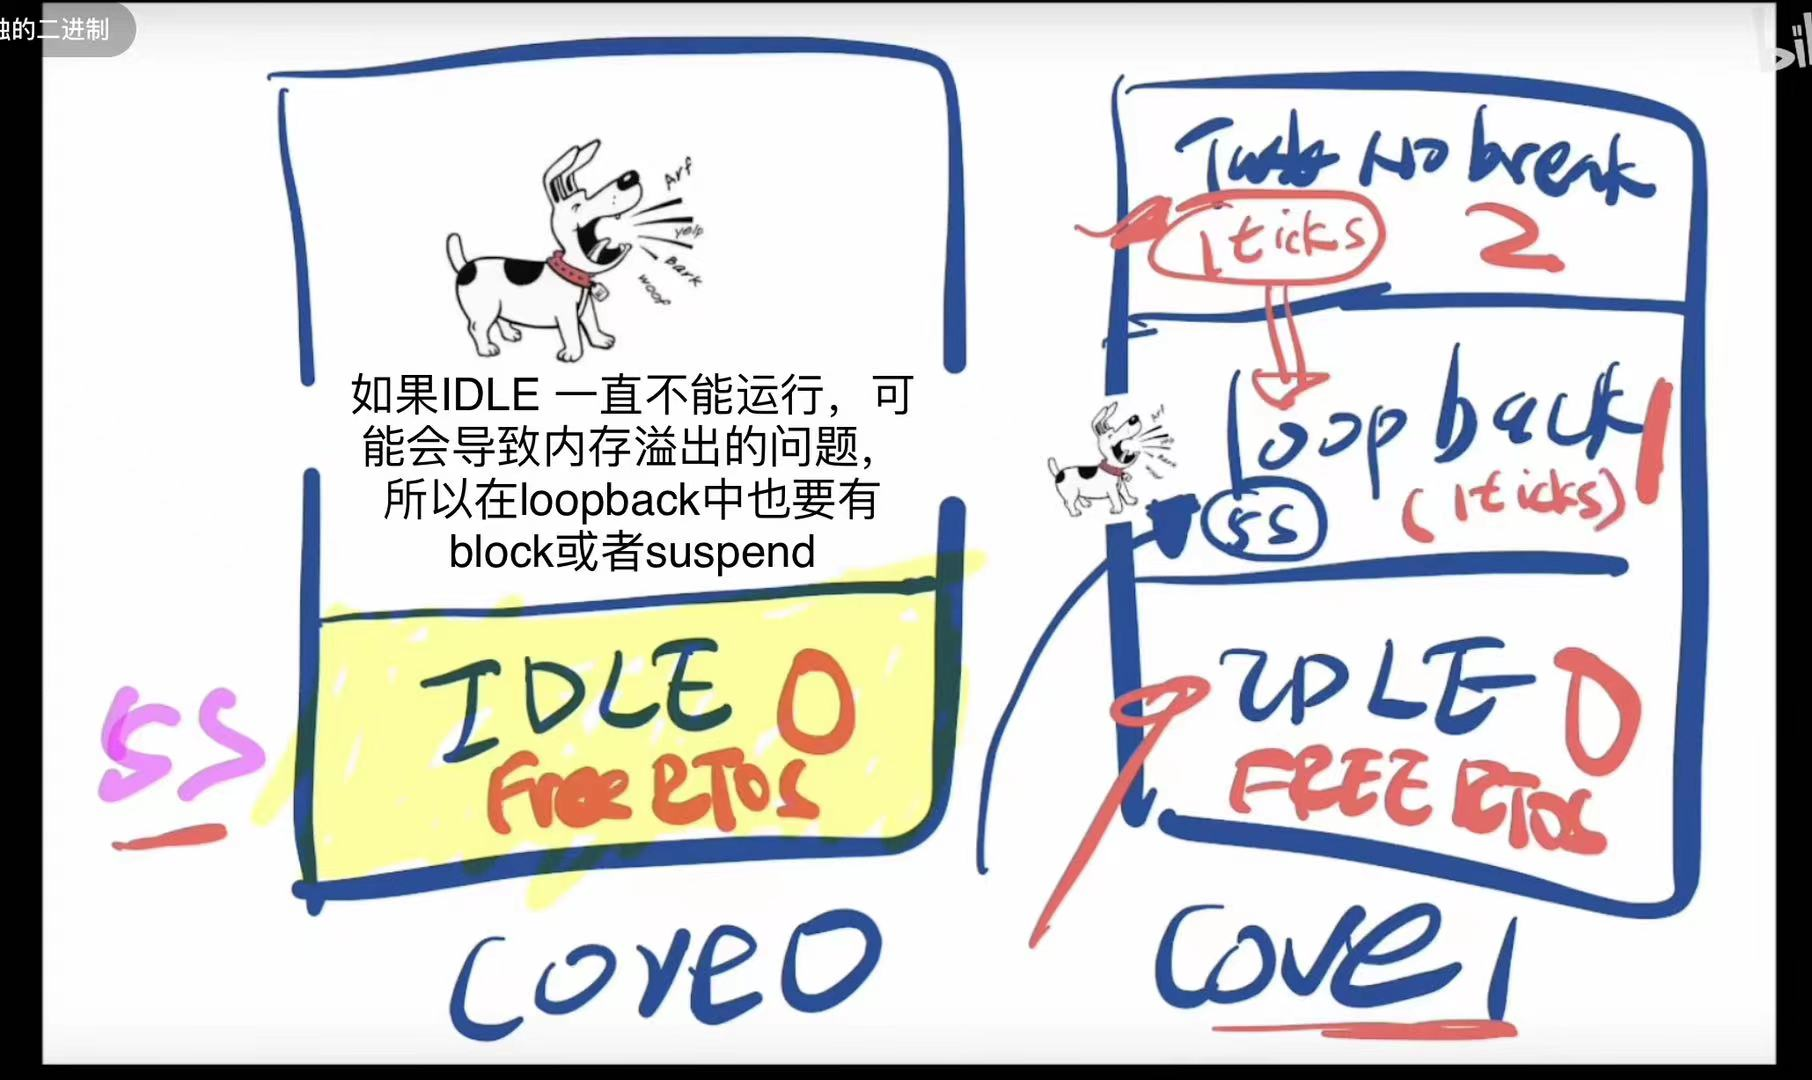 独的二进制
bili
Arf
yelp
Bark
woof
如果IDLE 一直不能运行，可
能会导致内存溢出的问题，
所以在loopback中也要有
block或者suspend
IDLE 0
Free RTOS
5S
Core 0
Task No break
1 ticks 2
Loop back 1
5S (1 ticks)
IDLE 0
FREE RTOS
Core 1